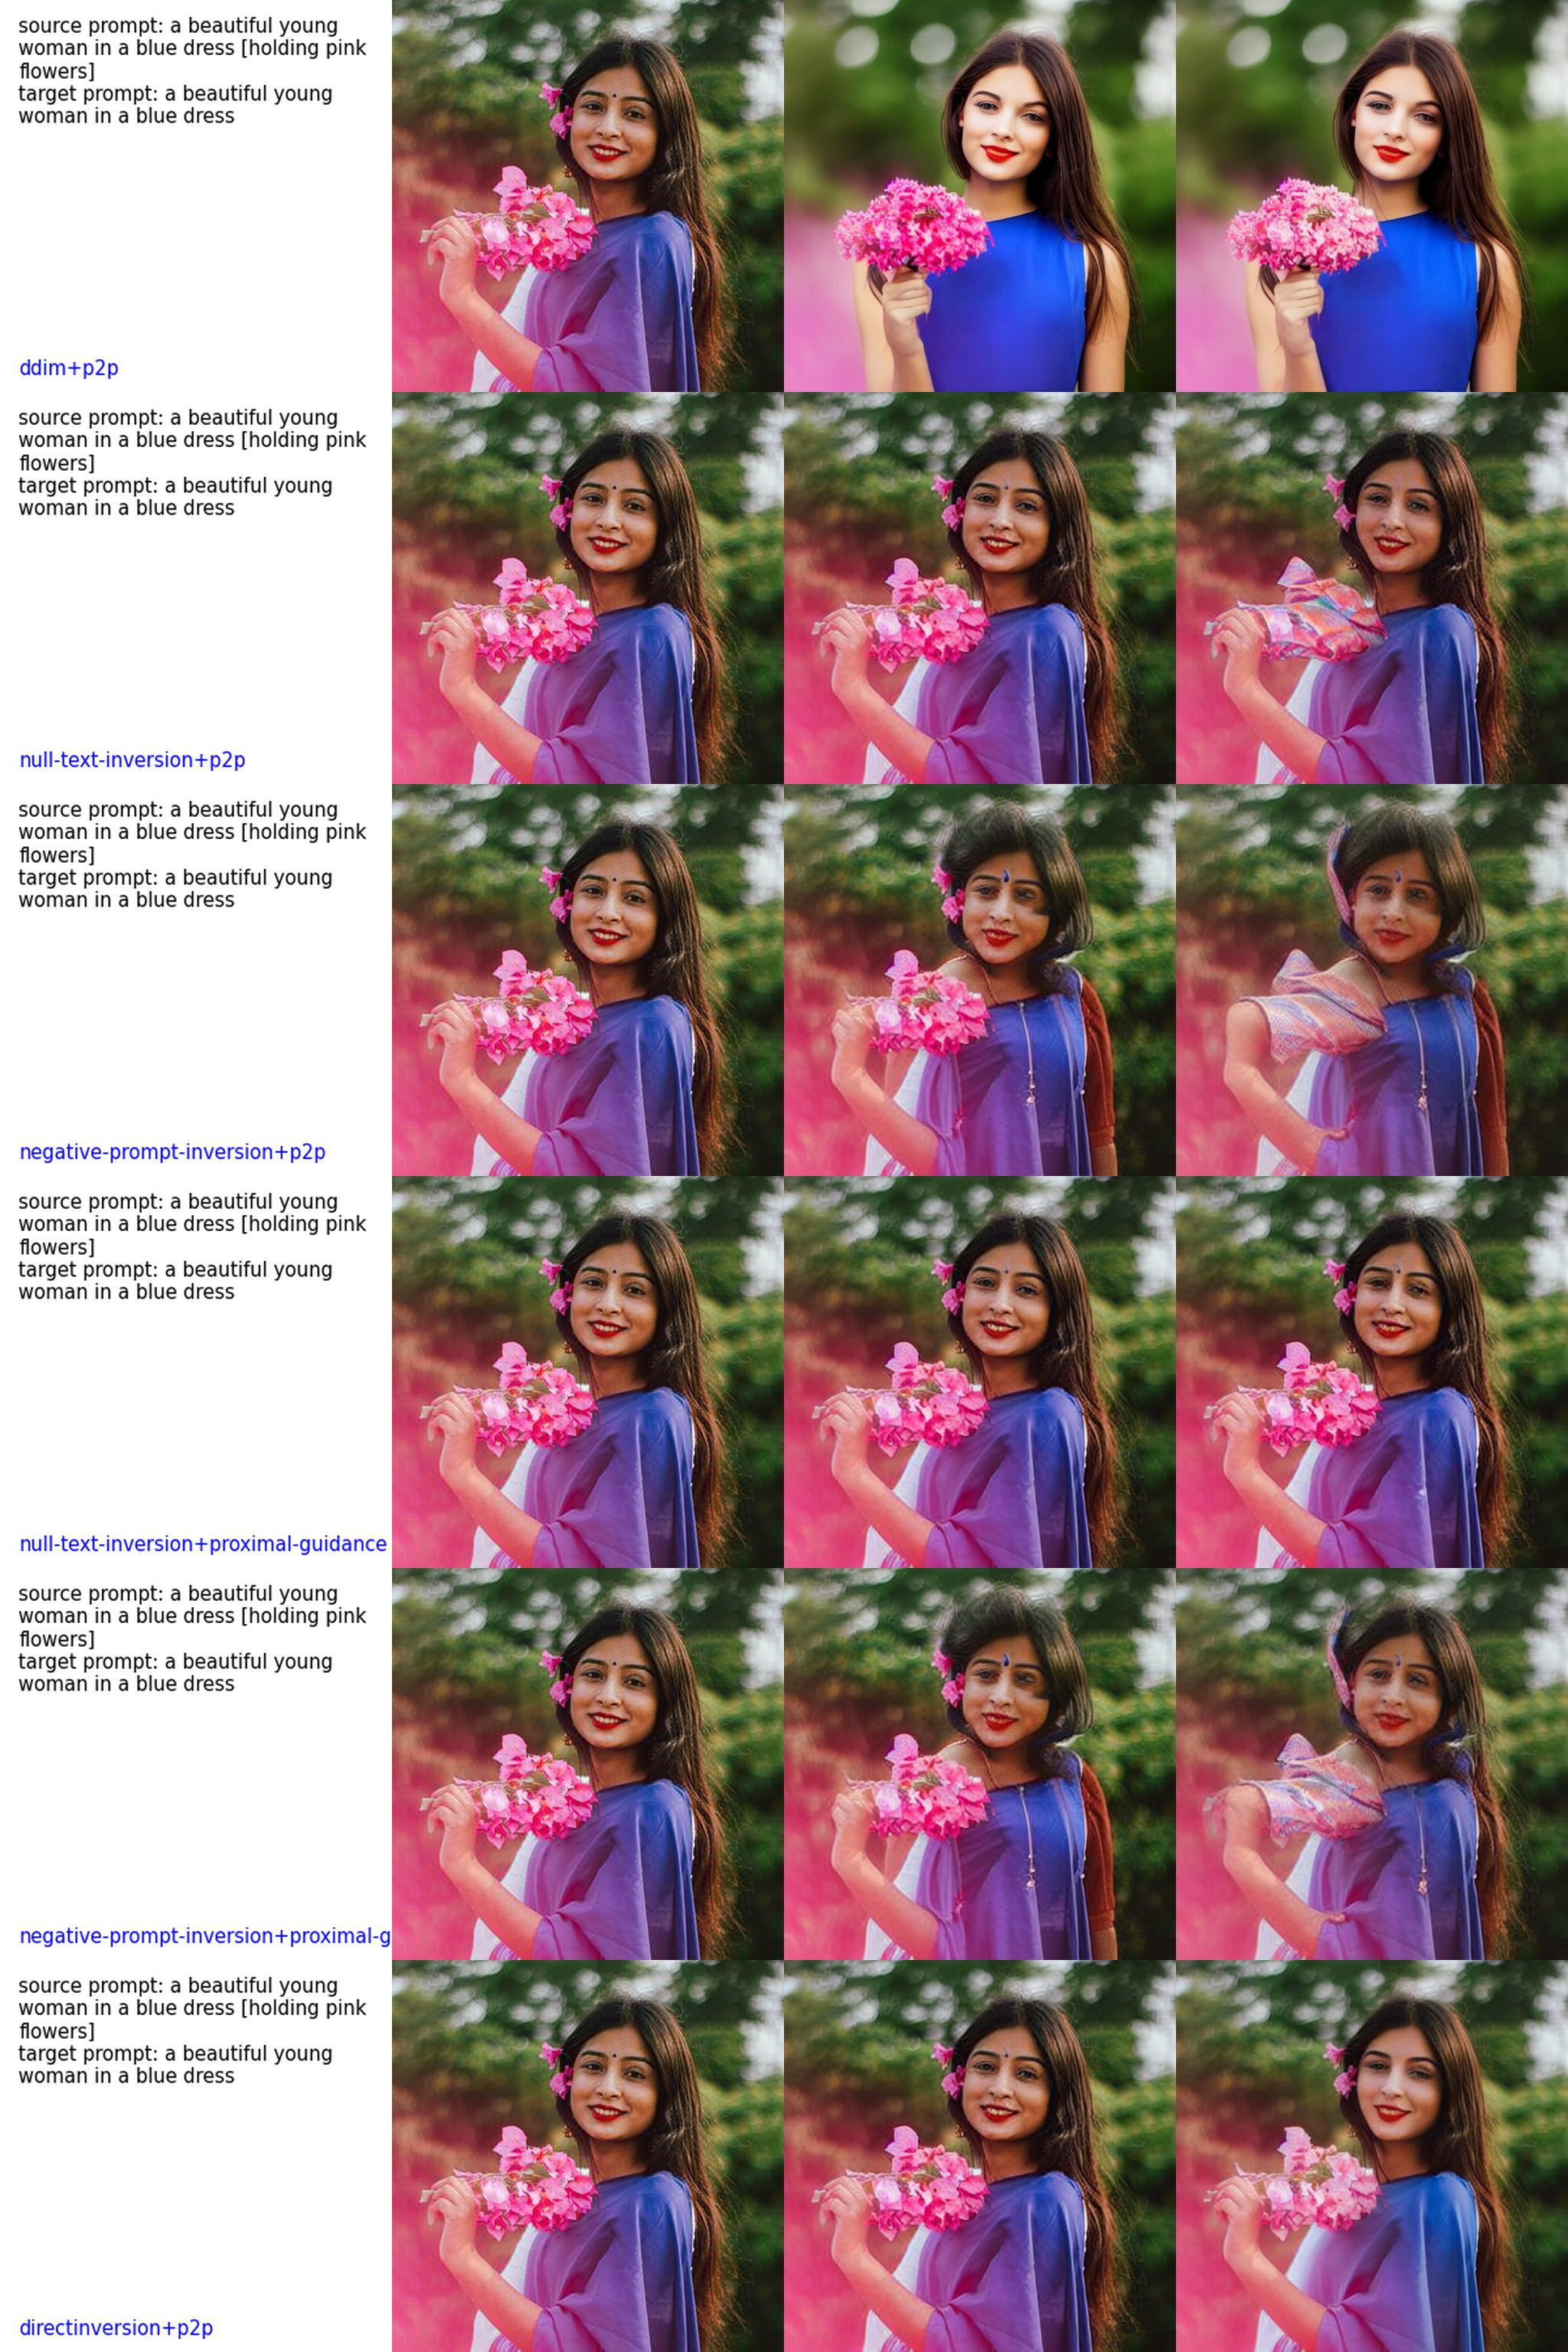 source prompt: a beautiful young
woman in a blue dress [holding pink
flowers]
target prompt: a beautiful young
woman in a blue dress
ddim+p2p
source prompt: a beautiful young
woman in a blue dress [holding pink
flowers]
target prompt: a beautiful young
woman in a blue dress
null-text-inversion+p2p
source prompt: a beautiful young
woman in a blue dress [holding pink
flowers]
target prompt: a beautiful young
woman in a blue dress
negative-prompt-inversion+p2p
source prompt: a beautiful young
woman in a blue dress [holding pink
flowers]
target prompt: a beautiful young
woman in a blue dress
null-text-inversion+proximal-guidance
source prompt: a beautiful young
woman in a blue dress [holding pink
flowers]
target prompt: a beautiful young
woman in a blue dress
negative-prompt-inversion+proximal-g
source prompt: a beautiful young
woman in a blue dress [holding pink
flowers]
target prompt: a beautiful young
woman in a blue dress
directinversion+p2p